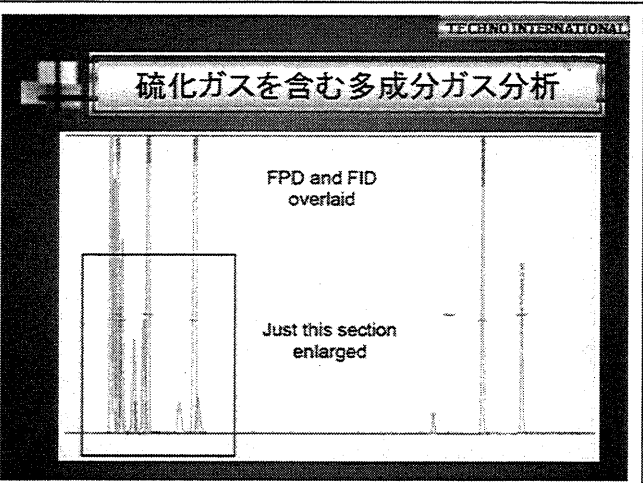 TECHNO INTERNATIONAL
硫化ガスを含む多成分ガス分析
FPD and FID
overlaid
Just this section
enlarged